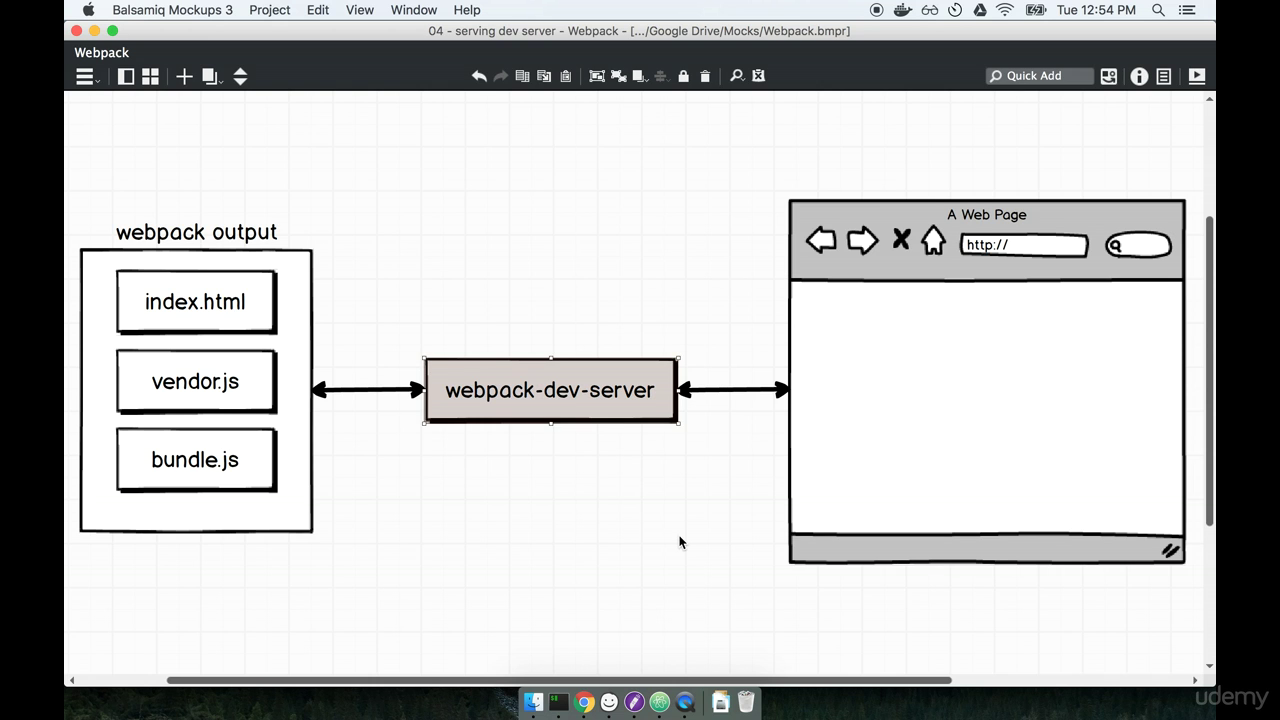 Balsamiq Mockups 3 Project Edit View Window Help Tue 12:54 PM
04 - serving dev server - Webpack - [.../Google Drive/Mocks/Webpack.bmpr]
Webpack
Quick Add
webpack output
index.html
vendor.js
bundle.js
webpack-dev-server
A Web Page
http://
udemy